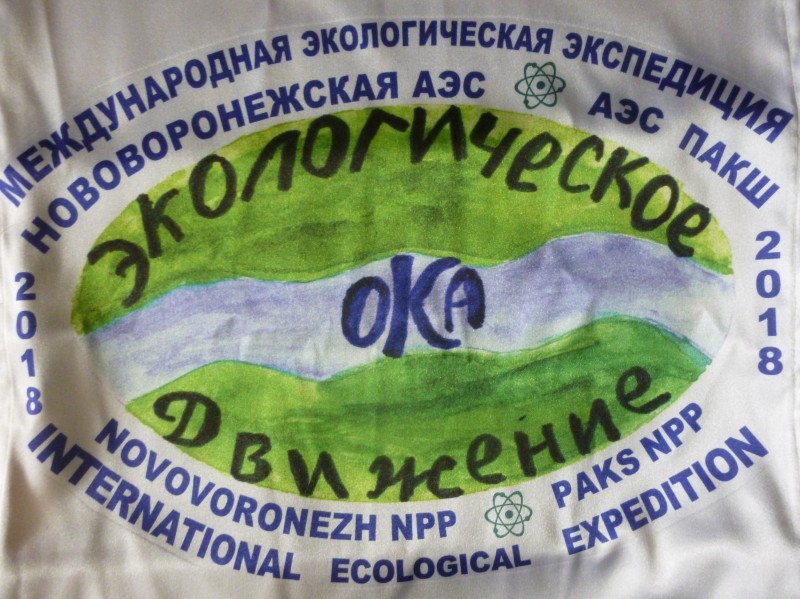 МЕЖДУНАРОДНАЯ ЭКОЛОГИЧЕСКАЯ ЭКСПЕДИЦИЯ
НОВОВОРОНЕЖСКАЯ АЭС АЭС ПАКШ
ЭКОЛОГИЧЕСКОЕ
ОКА
ДВИЖЕНИЕ
2018
2018
NOVOVORONEZH NPP PAKS NPP
INTERNATIONAL ECOLOGICAL EXPEDITION